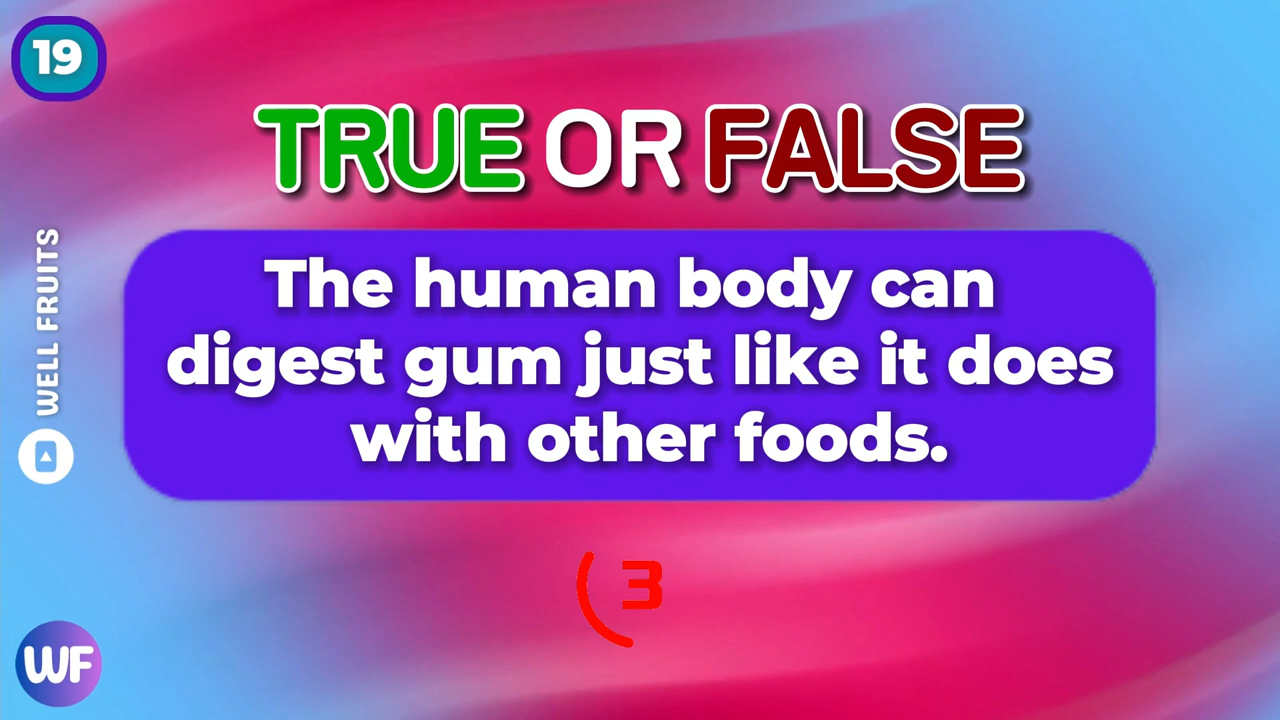 19
TRUE OR FALSE
The human body can
digest gum just like it does
with other foods.
WELL FRUITS
3
WF